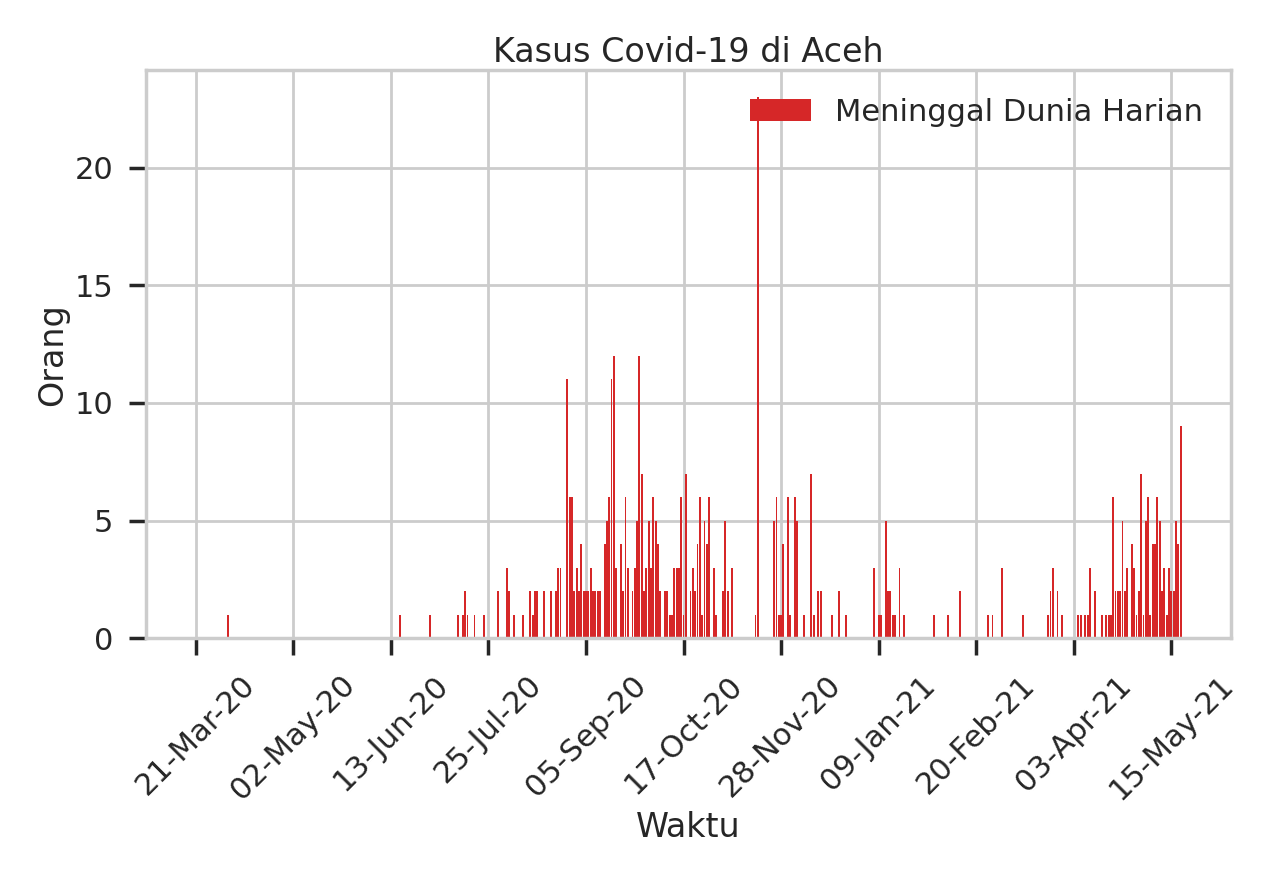 Kasus Covid-19 di Aceh
Meninggal Dunia Harian
Orang
20
15
10
5
0
21-Mar-20
02-May-20
13-Jun-20
25-Jul-20
05-Sep-20
17-Oct-20
28-Nov-20
09-Jan-21
20-Feb-21
03-Apr-21
15-May-21
Waktu